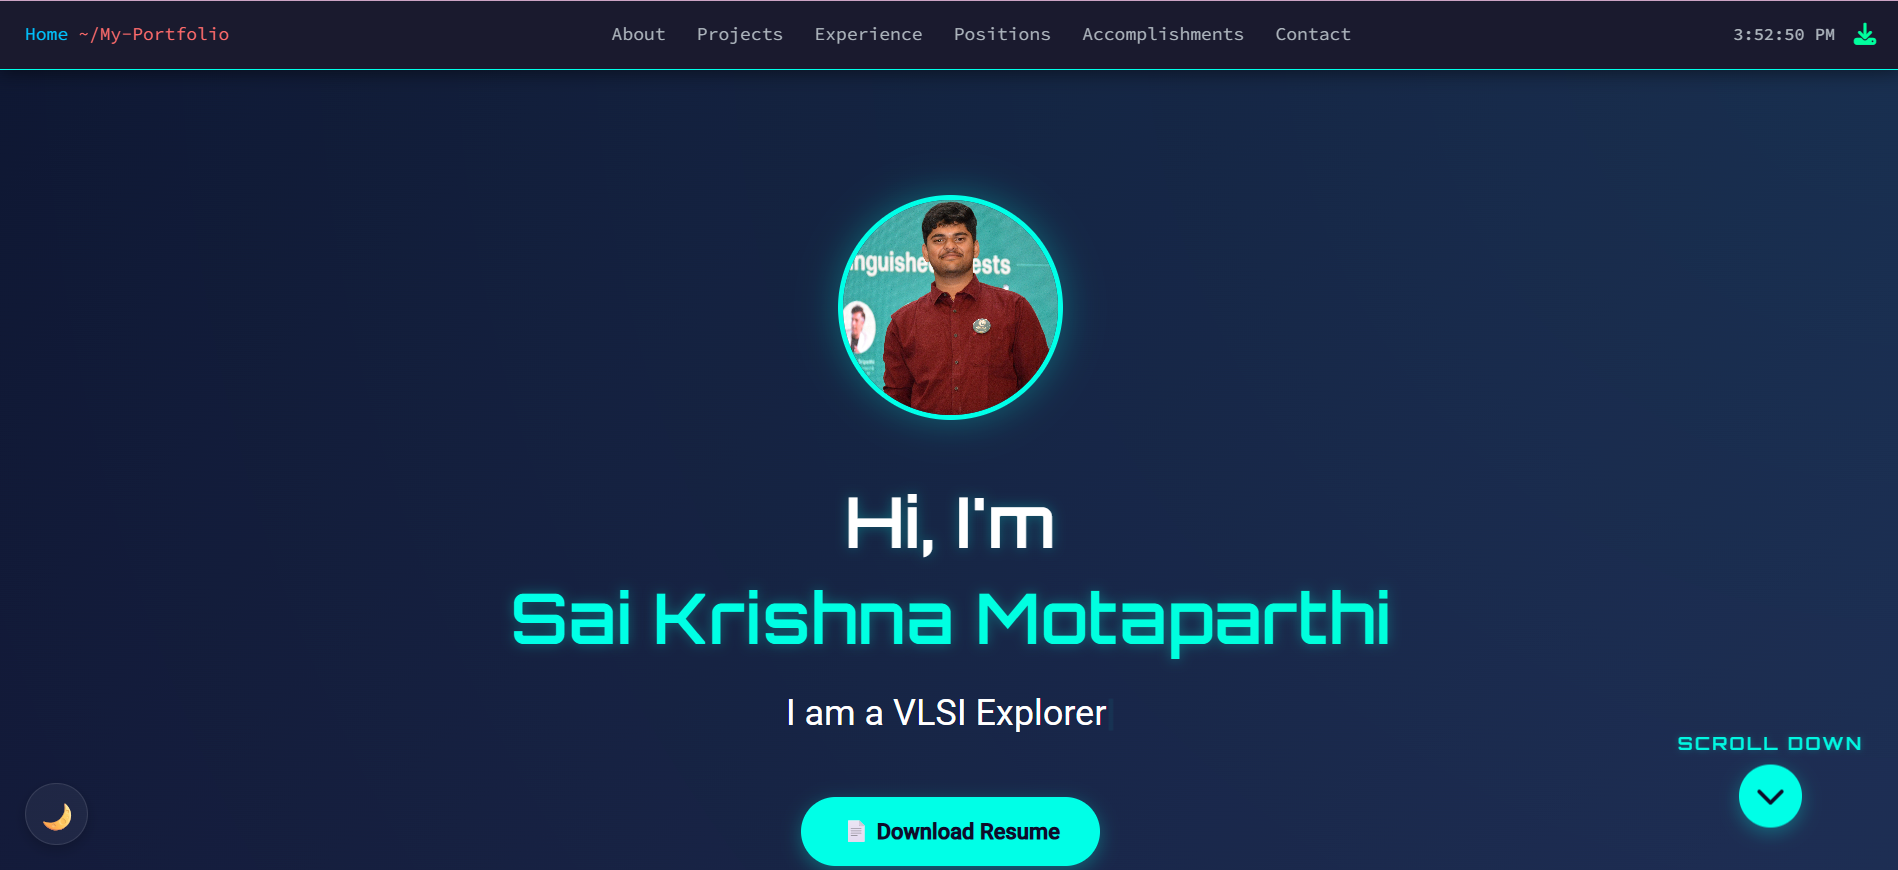 Home ~/My-Portfolio
About Projects Experience Positions Accomplishments Contact
3:52:50 PM
nguishe ests
Hi, I'm
Sai Krishna Motaparthi
I am a VLSI Explorer
SCROLL DOWN
Download Resume